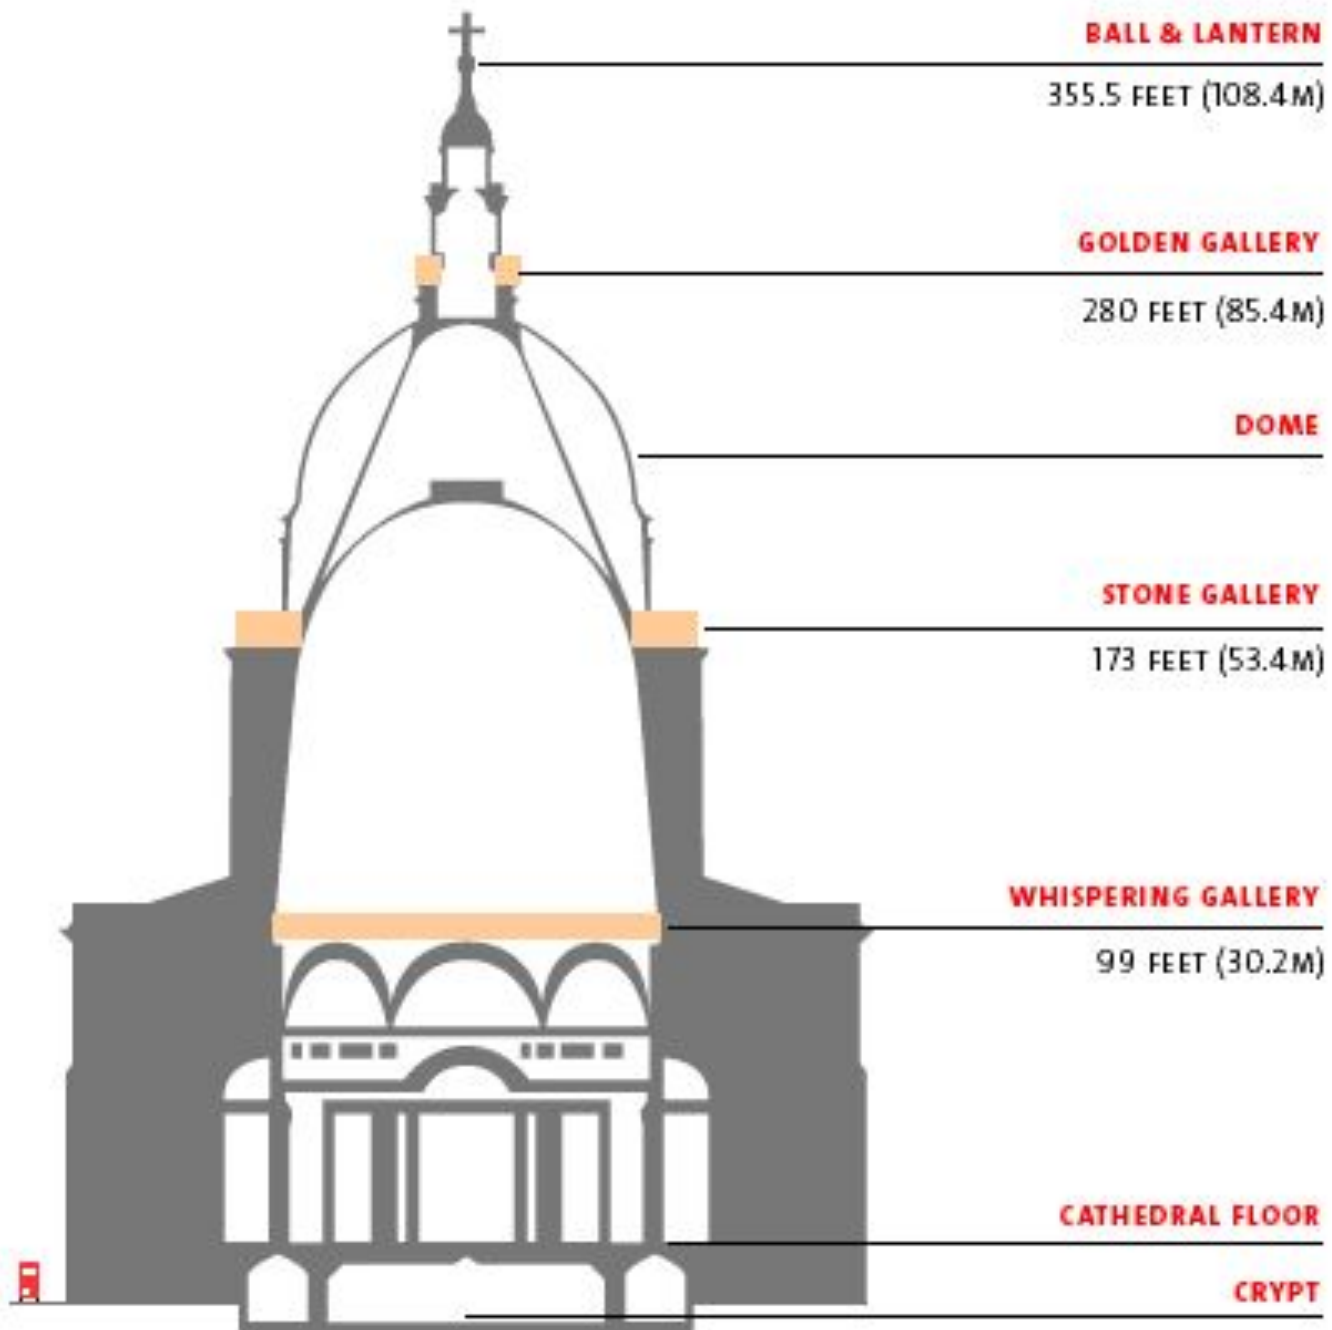 BALL & LANTERN
355.5 FEET (108.4M)
GOLDEN GALLERY
280 FEET (85.4M)
DOME
STONE GALLERY
173 FEET (53.4M)
WHISPERING GALLERY
99 FEET (30.2M)
CATHEDRAL FLOOR
CRYPT